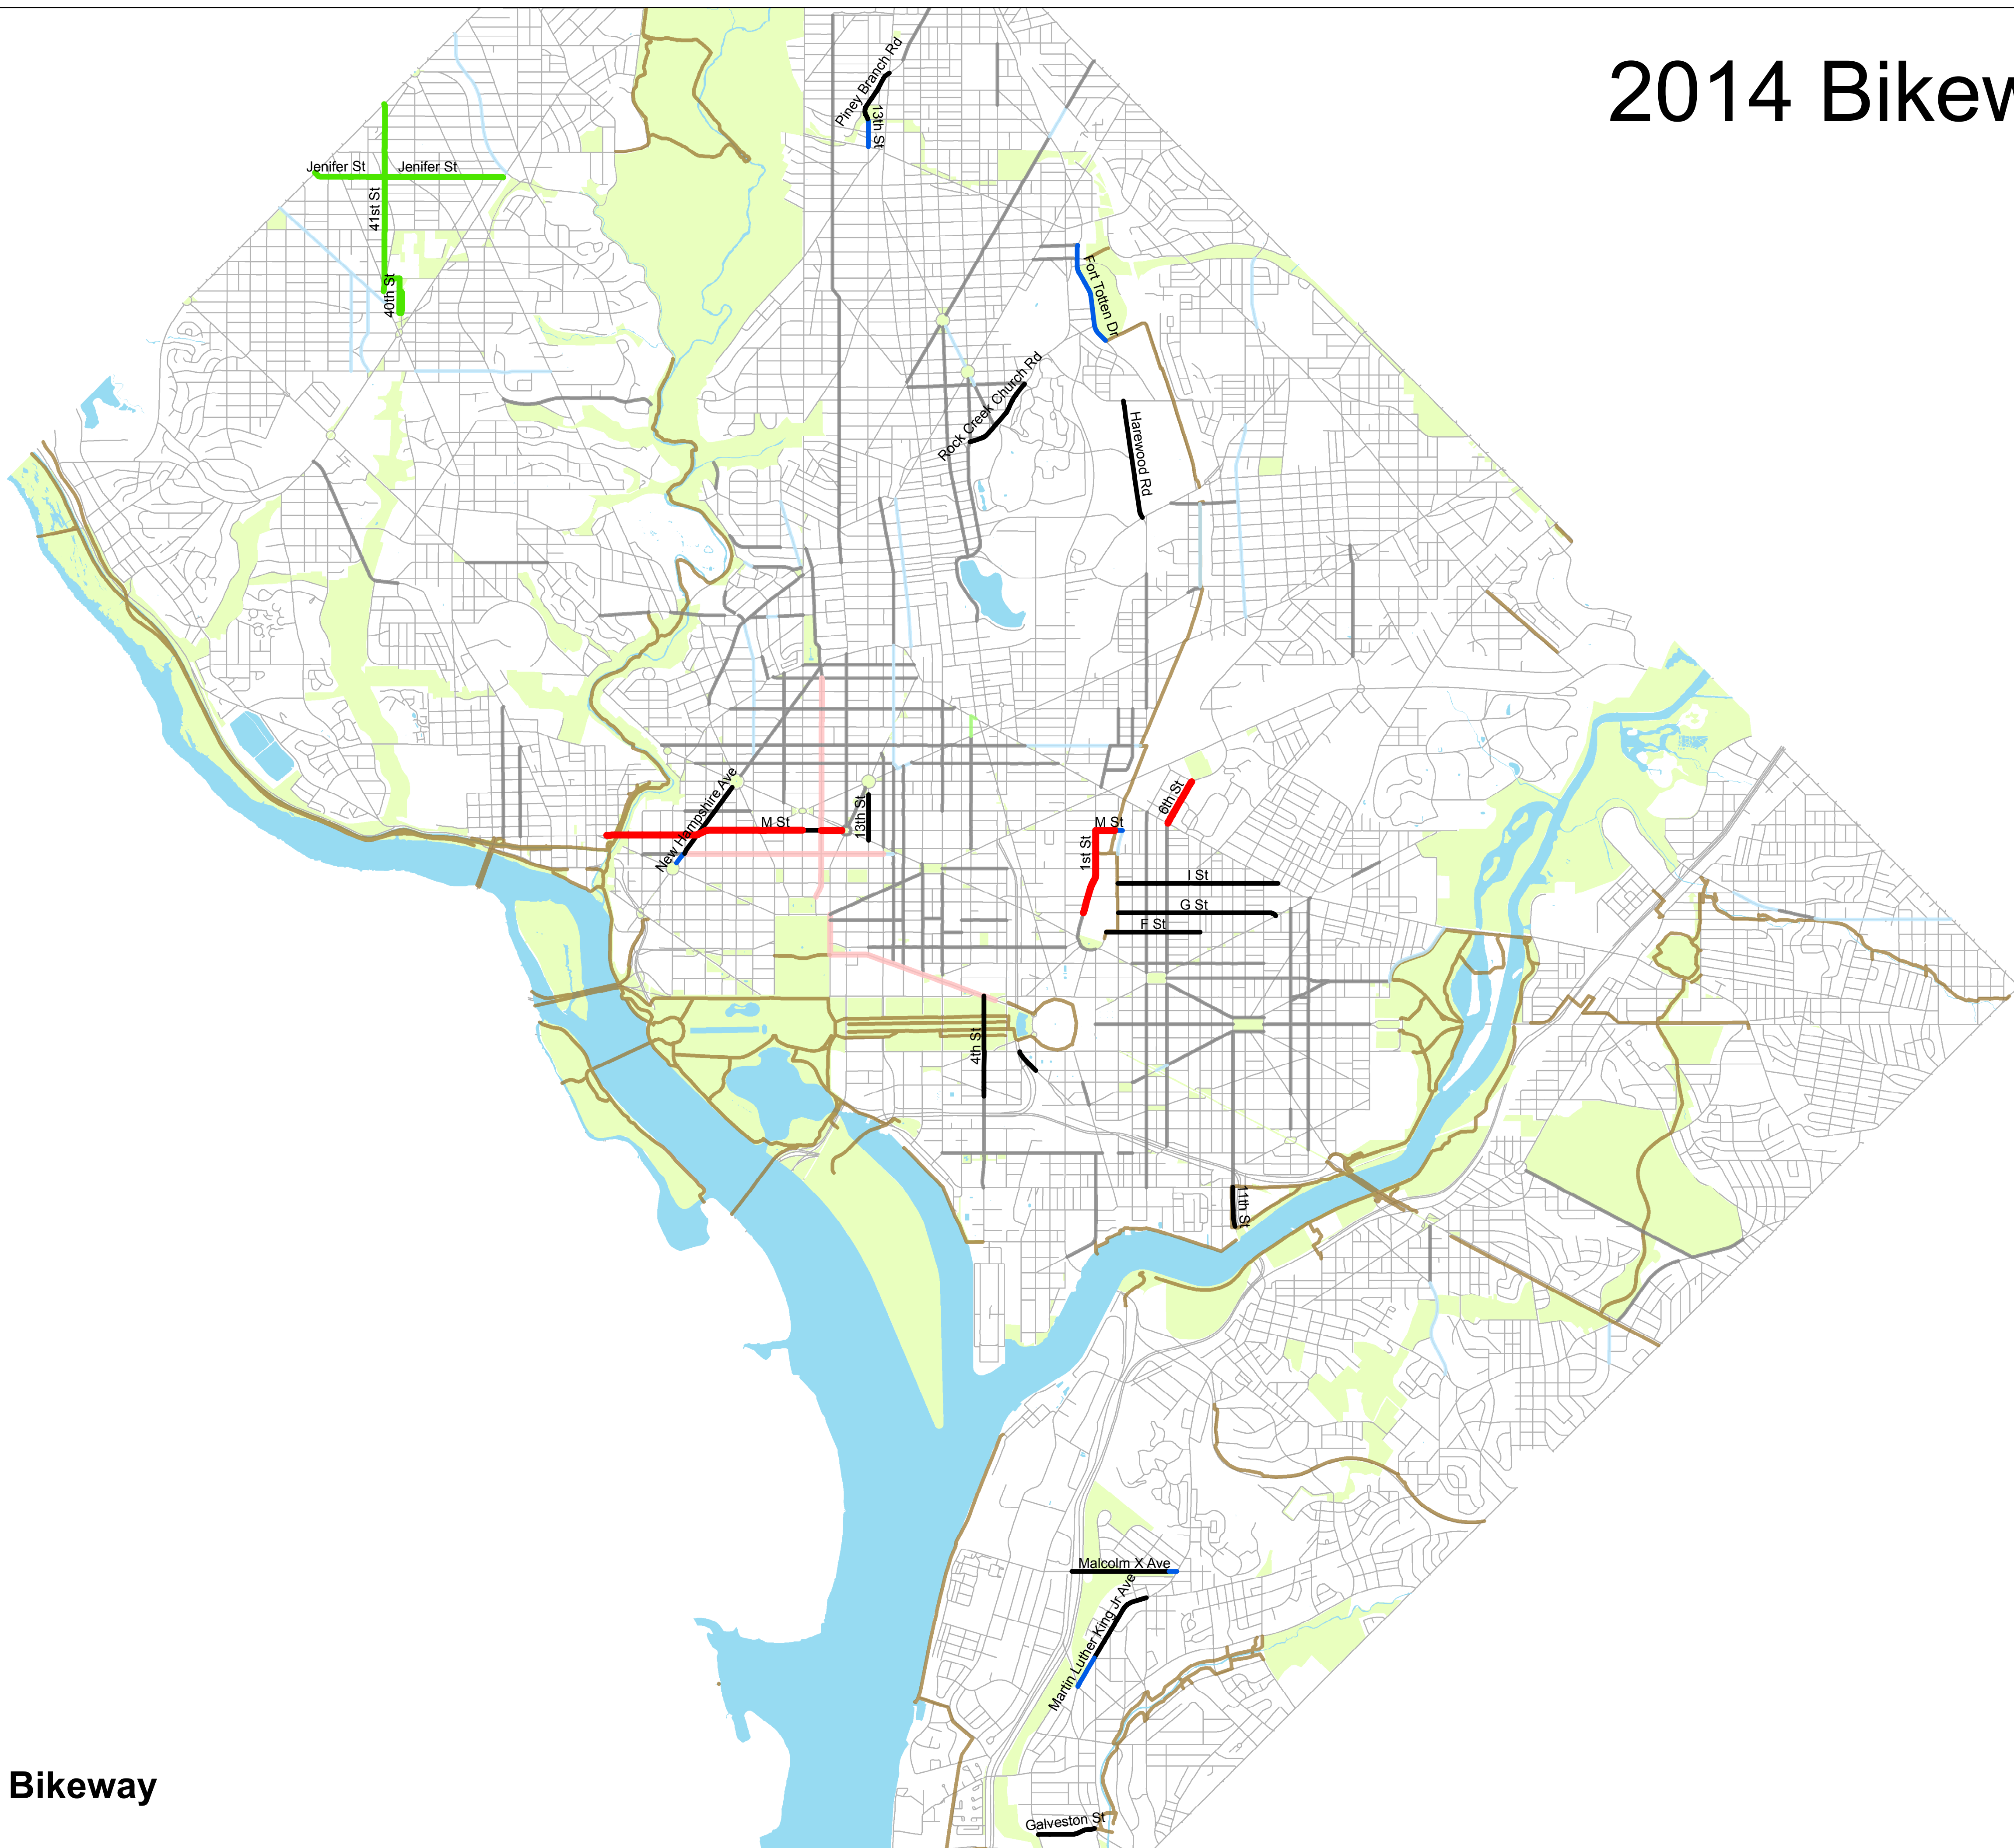 2014 Bikew
Piney Branch Rd
13th St
Jenifer St
Jenifer St
41st St
40th St
Fort Totten Dr
Rock Creek Church Rd
Harewood Rd
New Hampshire Ave
M St
13th St
6th St
M St
1st St
I St
G St
F St
4th St
11th St
Malcolm X Ave
Martin Luther King Jr Ave
Bikeway
Galveston St